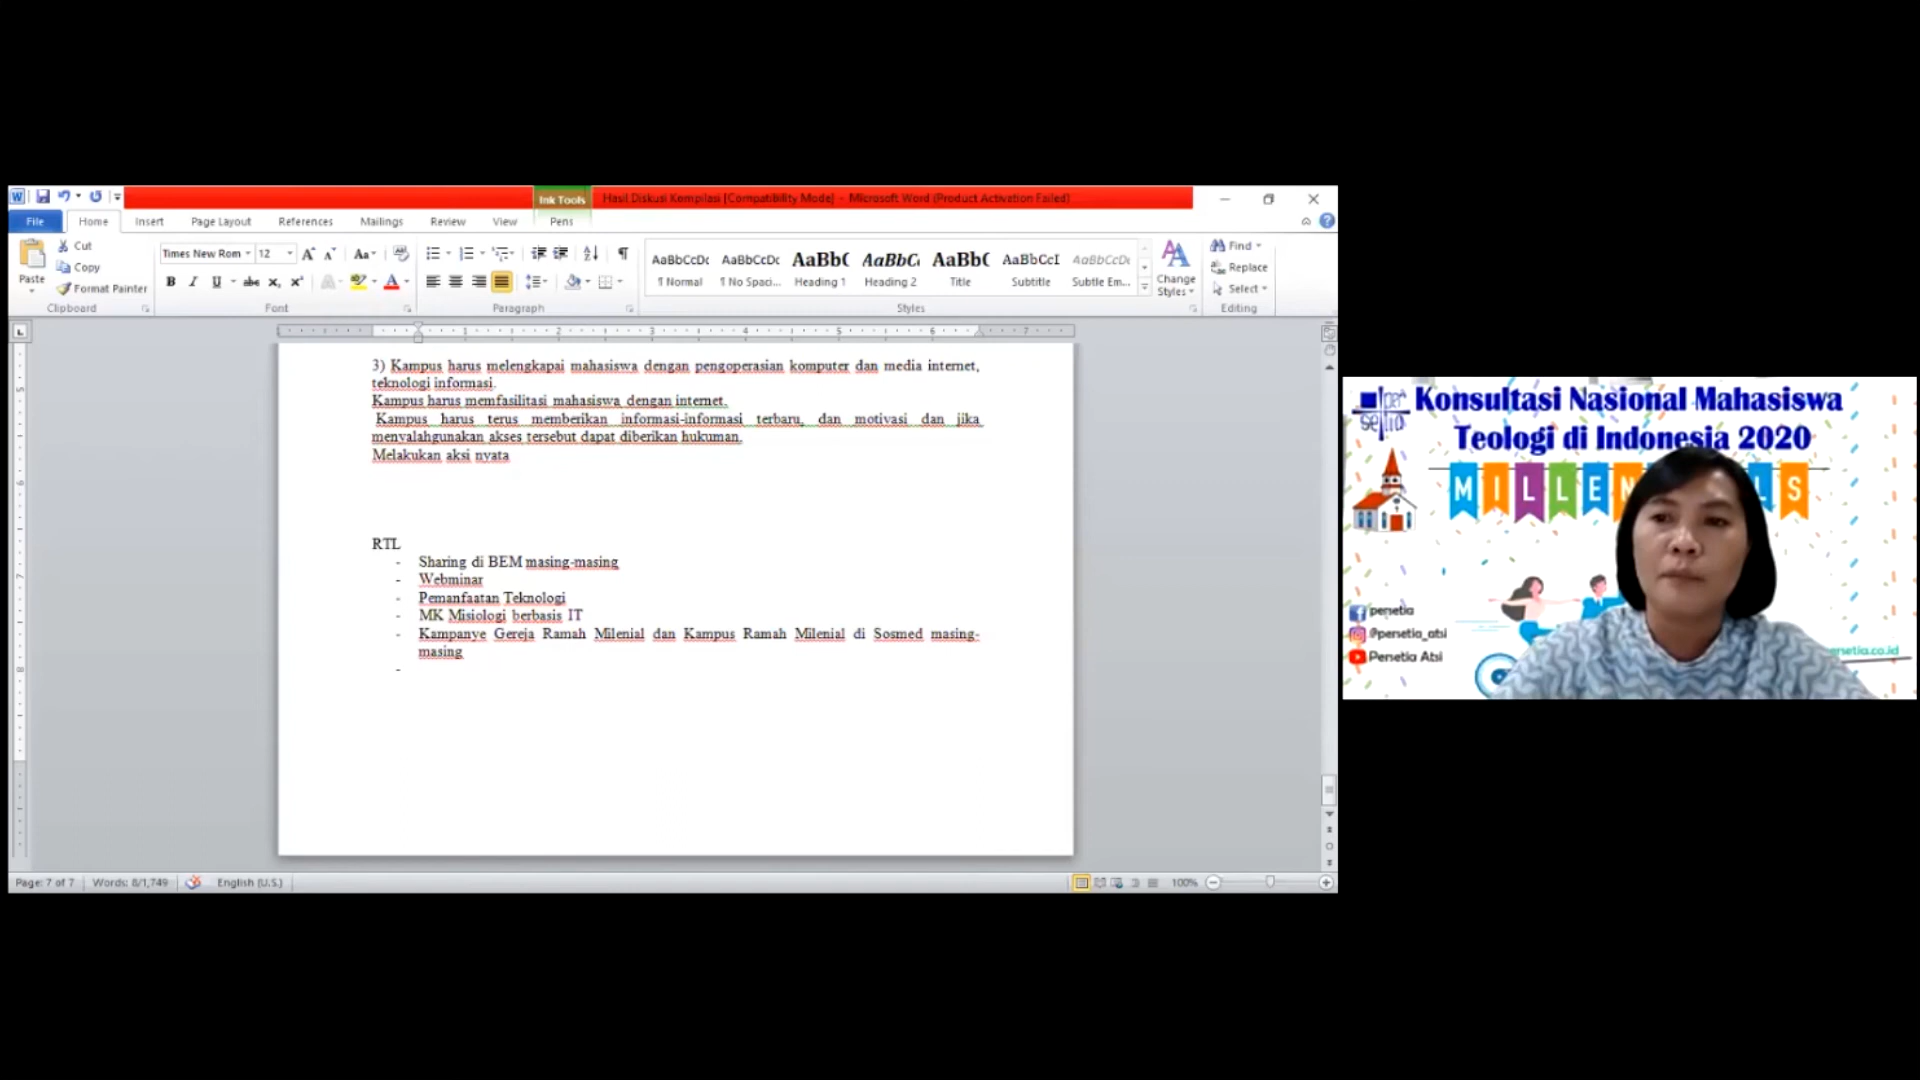 Ink Tools
Hasil Diskusi Kompilasi [Compatibility Mode] - Microsoft Word (Product Activation Failed)
File Home Insert Page Layout References Mailings Review View Pens
Paste
Cut
Copy
Format Painter
Clipboard
Times New Rom 12
Font
Paragraph
AaBbCcDc AaBbCcDc AaBbC AaBbC AaBbC AaBbCcI AaBbCcDc
¶ Normal ¶ No Spaci... Heading 1 Heading 2 Title Subtitle Subtle Em...
Styles
Change Styles
Find
Replace
Select
Editing
3) Kampus harus melengkapai mahasiswa dengan pengoperasian komputer dan media internet,
teknologi informasi.
Kampus harus memfasilitasi mahasiswa dengan internet.
Kampus harus terus memberikan informasi-informasi terbaru, dan motivasi dan jika
menyalahgunakan akses tersebut dapat diberikan hukuman.
Melakukan aksi nyata
RTL
- Sharing di BEM masing-masing
- Webminar
- Pemanfaatan Teknologi
- MK Misiologi berbasis IT
- Kampanye Gereja Ramah Milenial dan Kampus Ramah Milenial di Sosmed masing-
masing
-
Page: 7 of 7 Words: 8/1,749 English (U.S.) 100%
persetia
Konsultasi Nasional Mahasiswa
Teologi di Indonesia 2020
persetia
@persetia_atsi
Persetia Atsi